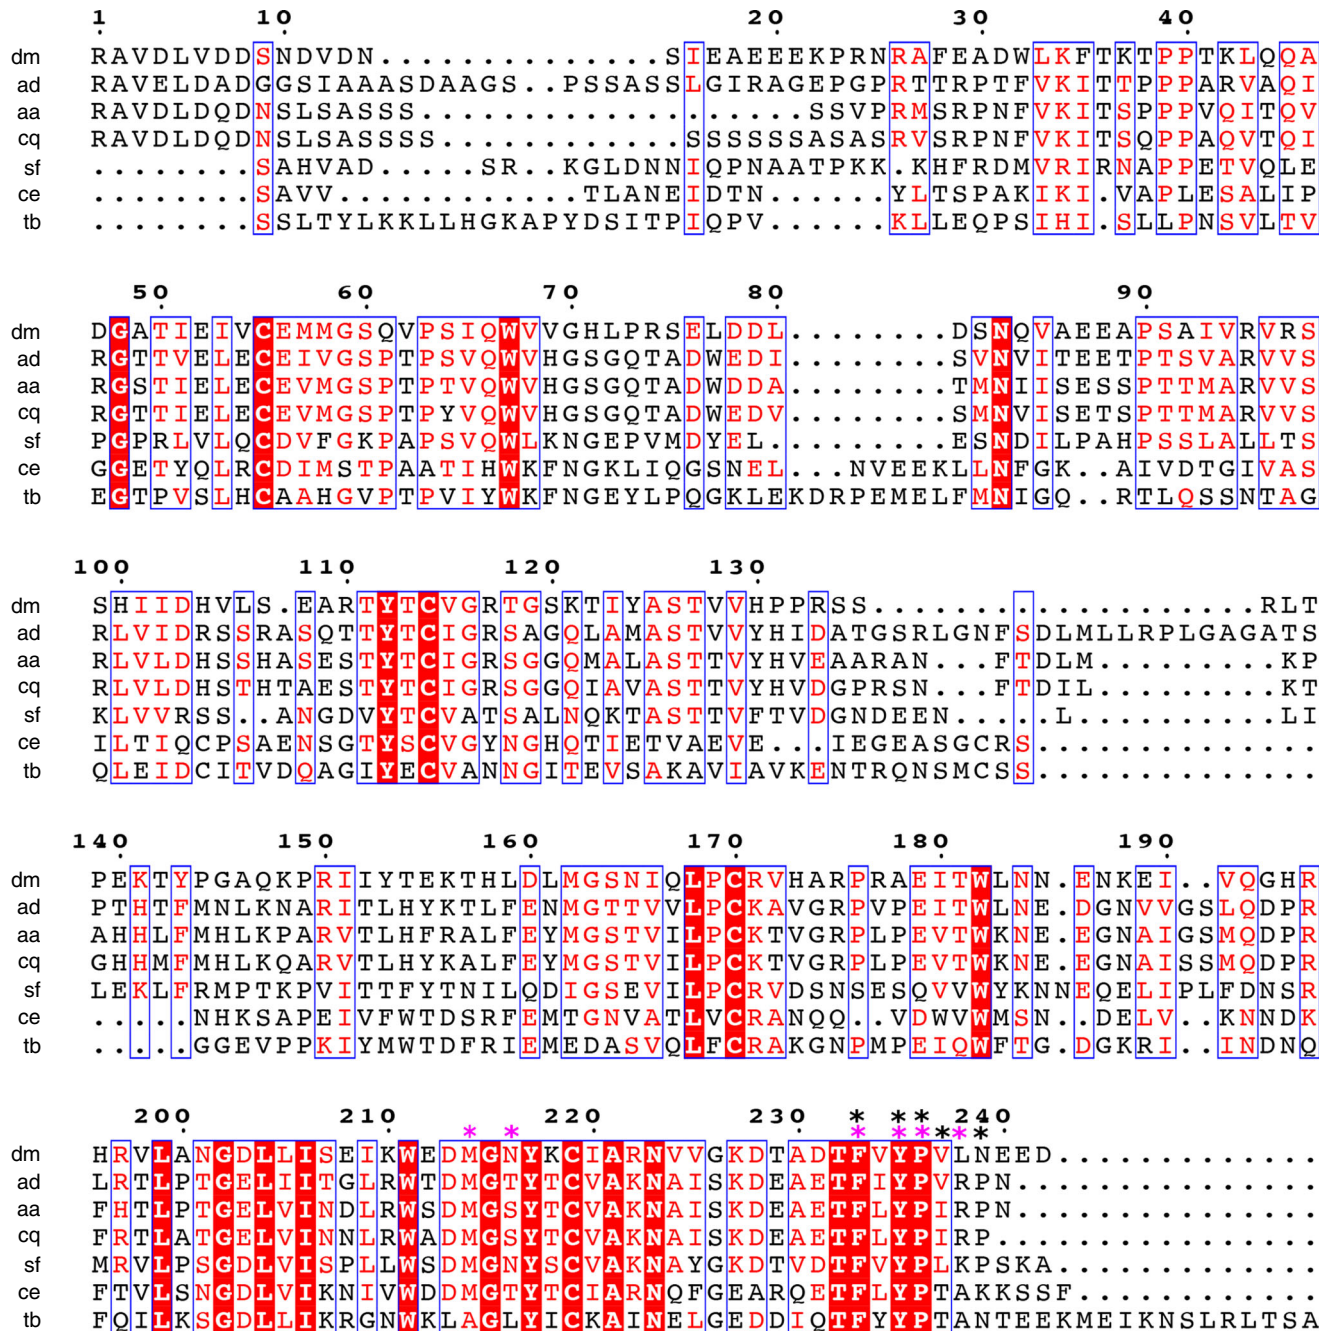 1 10 20 30 40
dm RAVDLVDDSNDVDN..............SIEAEEEKPRNRAFEADWLKFTKTPPTKLQQA
ad RAVELDADGGSIAAASDAAGS..PSSASSLGIRAGEPGPRTTRPTFVKITTPPPARVAQI
aa RAVDLDQDNSLSASSS...................SSVPRMSRPNFVKITSPPPVQITQV
cq RAVDLDQDNSLSASSSS............SSSSSSASASRVSRPNFVKITSQPPAQVTQI
sf ........SAHVAD.....SR..KGLDNNIQPNAATPKK.KHFRDMVRIRNAPPETVQLE
ce ........SAVV............TLANEIDTN......YLTSPAKIKI.VAPLESALIP
tb ........SSLTYLKKLLHGKAPYDSITPIQPV......KLLEQPSIHI.SLLPNSVLTV
50 60 70 80 90
dm DGATIEIVCEMMGSQVPSIQWVVGHLPRSELDDL........DSNQVAEEAPSAIVRVRS
ad RGTTVELECEIVGSPTPSVQWVHGSGQTADWEDI........SVNVITEETPTSVARVVS
aa RGSTIELECEVMGSPTPTVQWVHGSGQTADWDDA........TMNIISESSPTTMARVVS
cq RGTTIELECEVMGSPTPYVQWVHGSGQTADWEDV........SMNVISETSPTTMARVVS
sf PGPRLVLQCDVFGKPAPSVQWLKNGEPVMDYEL.........ESNDILPAHPSSLALLTS
ce GGETYQLRCDIMSTPAATIHWKFNGKLIQGSNEL...NVEEKLLNFGK..AIVDTGIVAS
tb EGTPVSLHCAAHGVPTPVIYWKFNGEYLPQGKLEKDRPEMELFMNIGQ..RTLQSSNTAG
100 110 120 130
dm SHIIDHVLS.EARTYTCVGRTGSKTIYASTVVHPPRSS...................RLT
ad RLVIDRSSRASQTTYTCIGRSAGQLAMASTVVYHIDATGSRLGNFSDLMLLRPLGAGATS
aa RLVLDHSSHASESTYTCIGRSGGQMALASTTVYHVEAARAN...FTDLM.........KP
cq RLVLDHSTHTAESTYTCIGRSGGQIAVASTTVYHVDGPRSN...FTDIL.........KT
sf KLVVRSS..ANGDVYTCVATSALNQKTASTTVFTVDGNDEEN.....L..........LI
ce ILTIQCPSAENSGTYSCVGYNGHQTIETVAEVE...IEGEASGCRS..............
tb QLEIDCITVDQAGIYECVANNGITEVSAKAVIAVKENTRQNSMCSS..............
140 150 160 170 180 190
dm PEKTYPGAQKPRIIYTEKTHLDLMGSNIQLPCRVHARPRAEITWLNN.ENKEI..VQGHR
ad PTHTFMNLKNARITLHYKTLFENMGTTVVLPCKAVGRPVPEITWLNE.DGNVVGSLQDPR
aa AHHLFMHLKPARVTLHFRALFEYMGSTVILPCKTVGRPLPEVTWKNE.EGNAIGSMQDPR
cq GHHMFMHLKQARVTLHYKALFEYMGSTVILPCKTVGRPLPEVTWKNE.EGNAISSMQDPR
sf LEKLFRMPTKPVITTFYTNILQDIGSEVILPCRVDSNSESQVVWYKNNEQELIPLFDNSR
ce .....NHKSAPEIVFWTDSRFEMTGNVATLVCRANQQ..VDWVWMSN..DELV..KNNDK
tb .....GGEVPPKIYMWTDFRIEMEDASVQLFCRAKGNPMPEIQWFTG.DGKRI..INDNQ
200 210 220 230 * * * 240
* * * * * * * *
dm HRVLANGDLLISEIKWEDMGNYKCIARNVVGKDTADTFVYPVLNEED.............
ad LRTLPTGELIITGLRWTDMGTYTCVAKNAISKDEAETFIYPVRPN...............
aa FHTLPTGELVINDLRWSDMGSYTCVAKNAISKDEAETFLYPIRPN...............
cq FRTLATGELVINNLRWADMGSYTCVAKNAISKDEAETFLYPIRP................
sf MRVLPSGDLVISPLLWSDMGNYSCVAKNAYGKDTVDTFVYPLKPSKA.............
ce FTVLSNGDLVIKNIVWDDMGTYTCIARNQFGEARQETFLYPTAKKSSF............
tb FQILKSGDLLIKRGNWKLAGLYICKAINELGEDDIQTFYYPTANTEEKMEIKNSLRLTSA